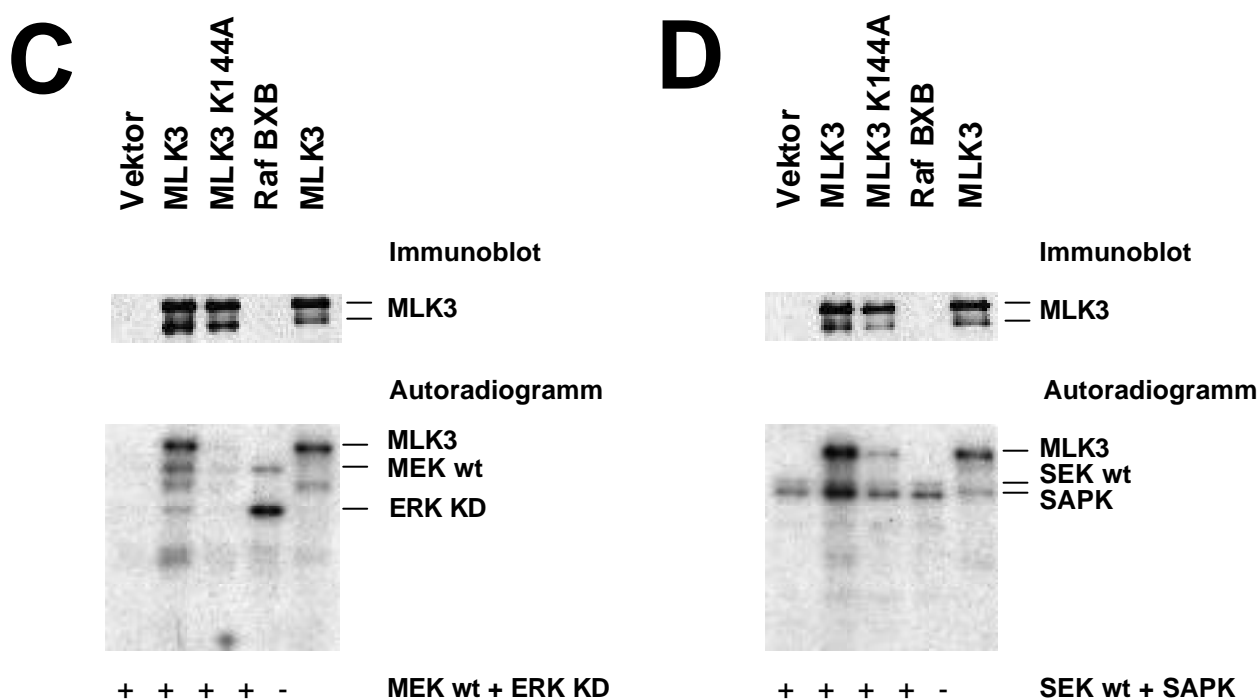 C
Vektor
MLK3
MLK3 K144A
Raf BXB
MLK3
Immunoblot
MLK3
Autoradiogramm
MLK3
MEK wt
ERK KD
+ + + + - MEK wt + ERK KD
D
Vektor
MLK3
MLK3 K144A
Raf BXB
MLK3
Immunoblot
MLK3
Autoradiogramm
MLK3
SEK wt
SAPK
+ + + + - SEK wt + SAPK